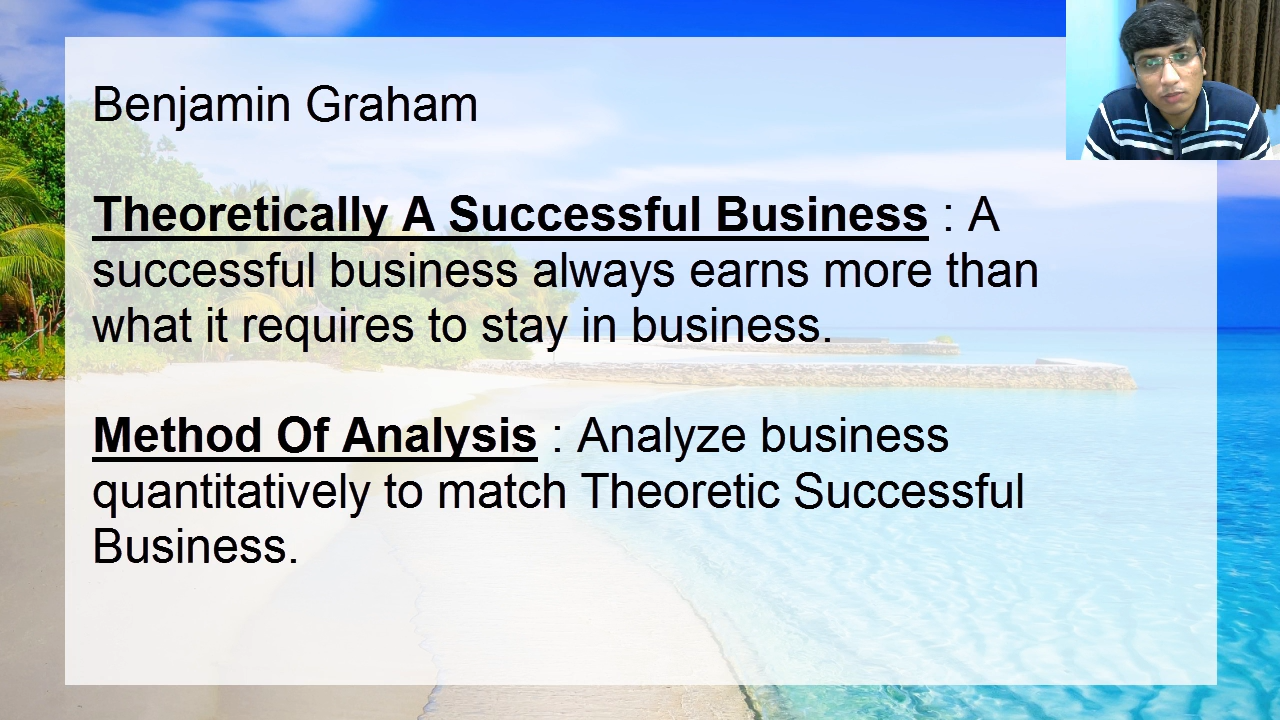 Benjamin Graham
Theoretically A Successful Business : A
successful business always earns more than
what it requires to stay in business.
Method Of Analysis : Analyze business
quantitatively to match Theoretic Successful
Business.